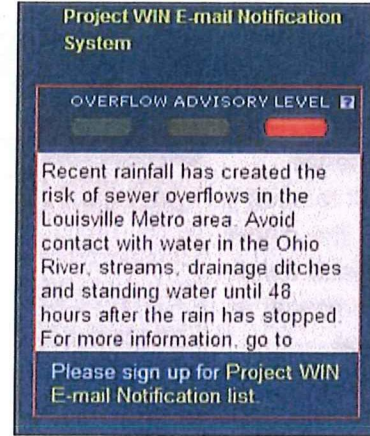 Project WIN E-mail Notification
System
OVERFLOW ADVISORY LEVEL ?
Recent rainfall has created the
risk of sewer overflows in the
Louisville Metro area. Avoid
contact with water in the Ohio
River, streams, drainage ditches
and standing water until 48
hours after the rain has stopped.
For more information, go to
Please sign up for Project WIN
E-mail Notification list.